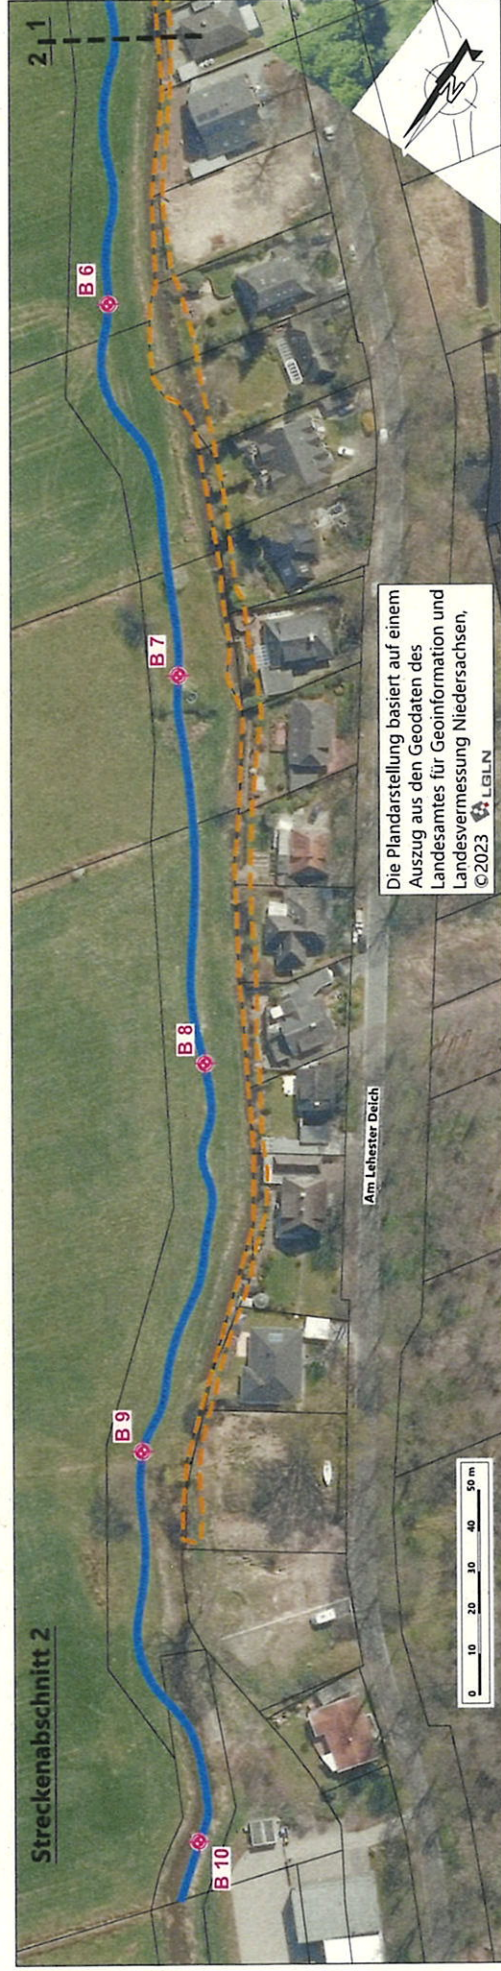 Streckenabschnitt 2
2 1
B 6
B 7
B 8
B 9
B 10
Am Lehester Deich
0 10 20 30 40 50 m
Die Plandarstellung basiert auf einem
Auszug aus den Geodaten des
Landesamtes für Geoinformation und
Landesvermessung Niedersachsen,
©2023 LGLN
N